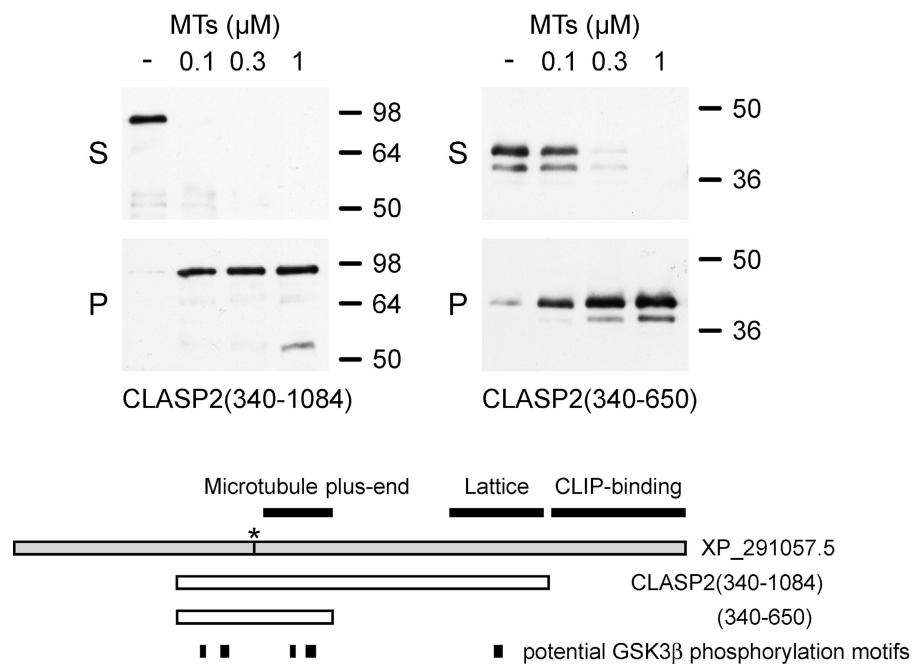 MTs (µM)
- 0.1 0.3 1
S
98
64
50
P
98
64
50
CLASP2(340-1084)
MTs (µM)
- 0.1 0.3 1
S
50
36
P
50
36
CLASP2(340-650)
Microtubule plus-end
Lattice
CLIP-binding
*
XP_291057.5
CLASP2(340-1084)
(340-650)
potential GSK3β phosphorylation motifs